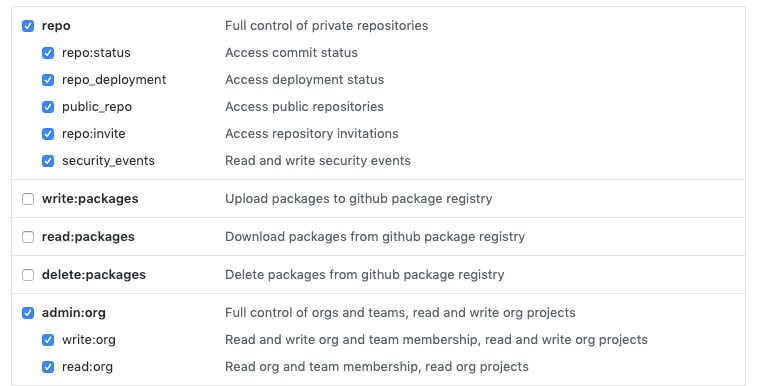 repo Full control of private repositories
repo:status Access commit status
repo_deployment Access deployment status
public_repo Access public repositories
repo:invite Access repository invitations
security_events Read and write security events
write:packages Upload packages to github package registry
read:packages Download packages from github package registry
delete:packages Delete packages from github package registry
admin:org Full control of orgs and teams, read and write org projects
write:org Read and write org and team membership, read and write org projects
read:org Read org and team membership, read org projects